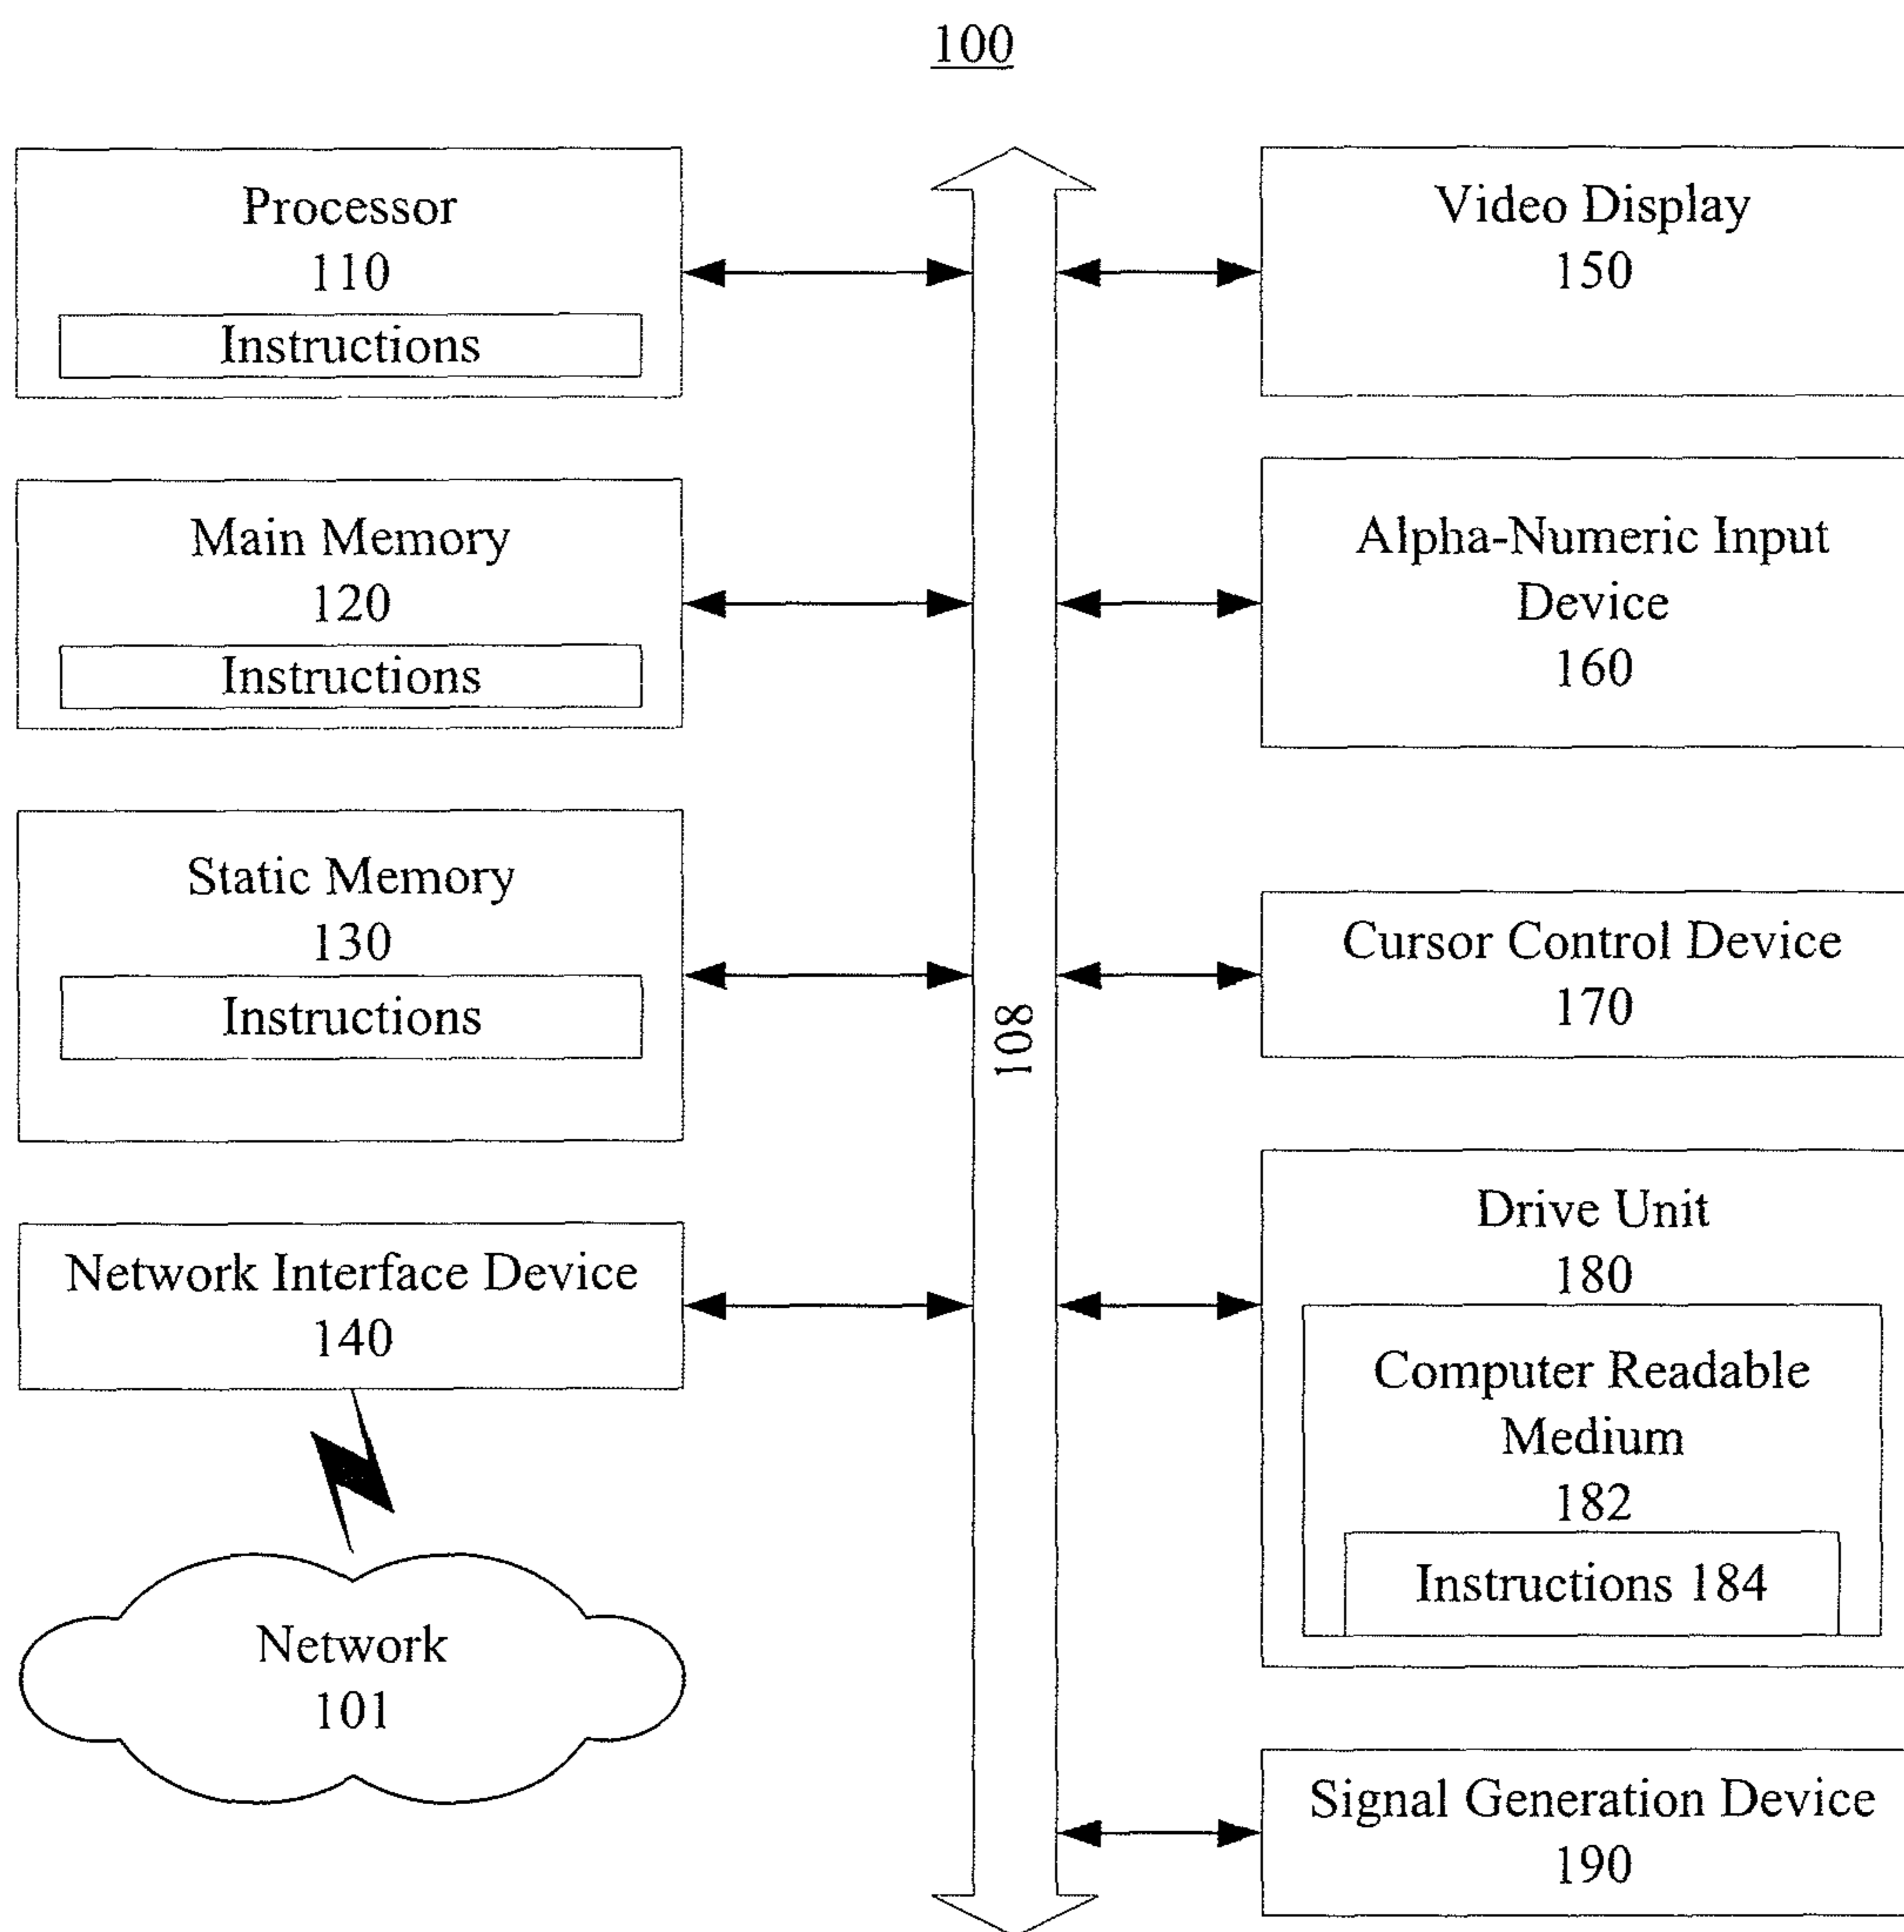 100
Processor
110
Instructions
Main Memory
120
Instructions
Static Memory
130
Instructions
Network Interface Device
140
Network
101
108
Video Display
150
Alpha-Numeric Input
Device
160
Cursor Control Device
170
Drive Unit
180
Computer Readable
Medium
182
Instructions 184
Signal Generation Device
190